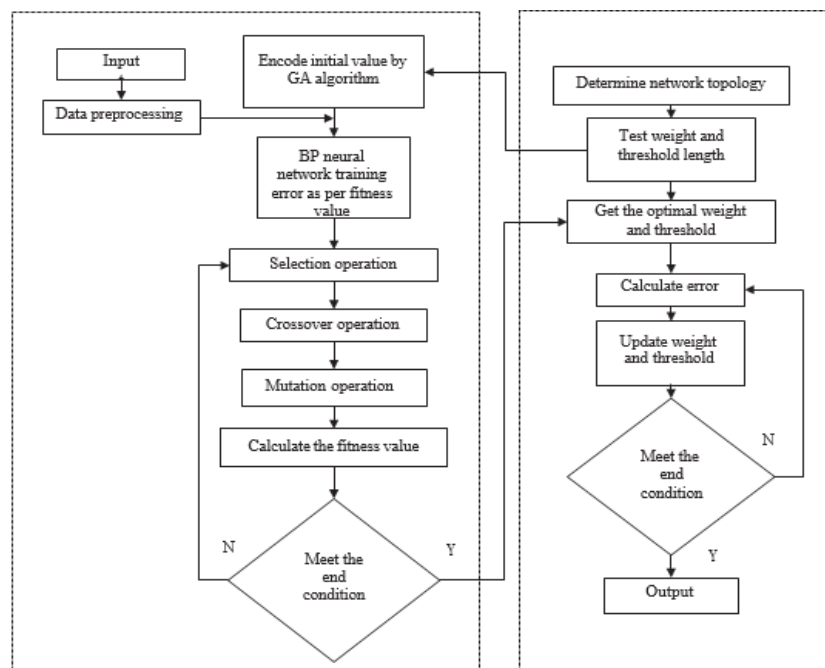 Input
Data preprocessing
Encode initial value by
GA algorithm
BP neural
network training
error as per fitness
value
Selection operation
Crossover operation
Mutation operation
Calculate the fitness value
N
Y
Meet the
end
condition
Determine network topology
Test weight and
threshold length
Get the optimal weight
and threshold
Calculate error
Update weight
and threshold
N
Meet the
end
condition
Y
Output